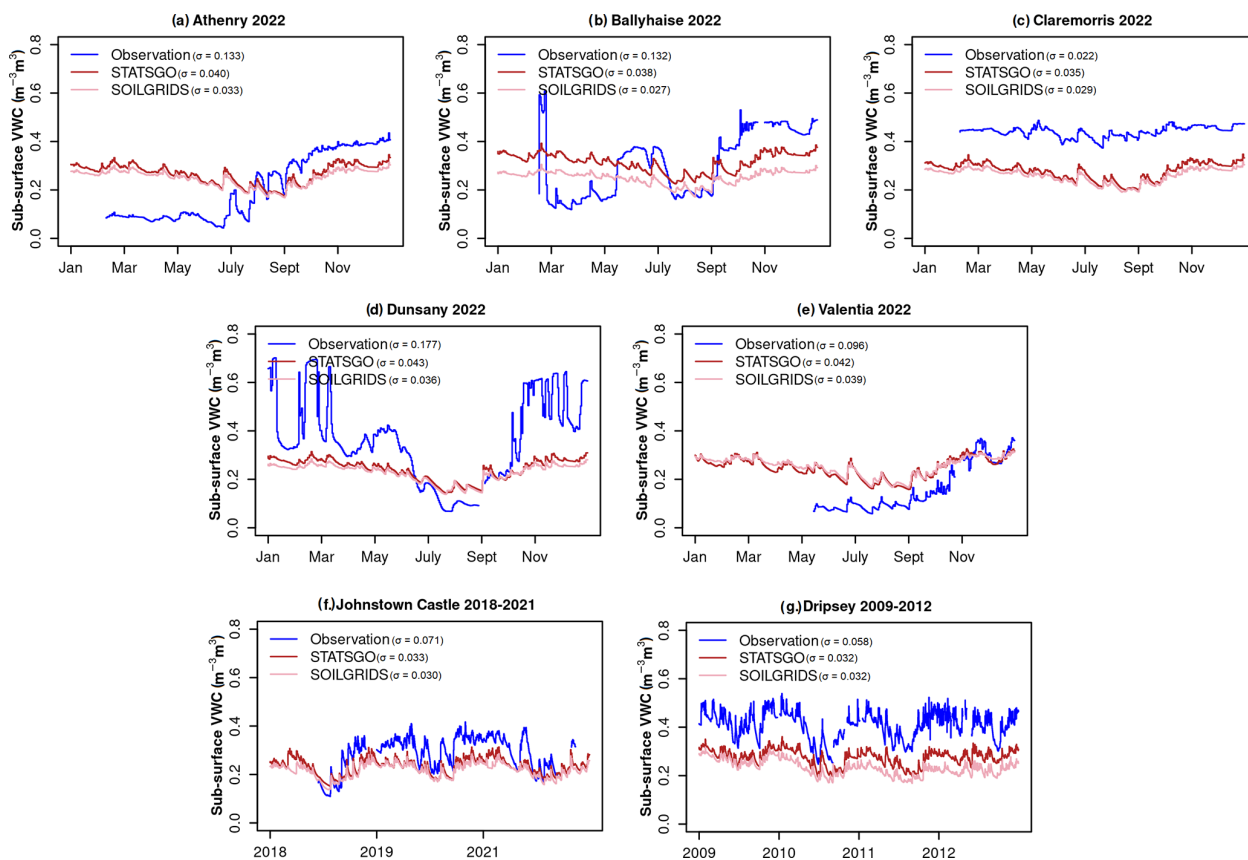 (a) Athenry 2022
Sub-surface VWC (m⁻³m³)
0.8
0.6
0.4
0.2
0.0
Observation (σ = 0.133)
STATSGO (σ = 0.040)
SOILGRIDS (σ = 0.033)
Jan Mar May July Sept Nov
(b) Ballyhaise 2022
Sub-surface VWC (m⁻³m³)
0.8
0.6
0.4
0.2
0.0
Observation (σ = 0.132)
STATSGO (σ = 0.038)
SOILGRIDS (σ = 0.027)
Jan Mar May July Sept Nov
(c) Claremorris 2022
Sub-surface VWC (m⁻³m³)
0.8
0.6
0.4
0.2
0.0
Observation (σ = 0.022)
STATSGO (σ = 0.035)
SOILGRIDS (σ = 0.029)
Jan Mar May July Sept Nov
(d) Dunsany 2022
Sub-surface VWC (m⁻³m³)
0.8
0.6
0.4
0.2
0.0
Observation (σ = 0.177)
STATSGO (σ = 0.043)
SOILGRIDS (σ = 0.036)
Jan Mar May July Sept Nov
(e) Valentia 2022
Sub-surface VWC (m⁻³m³)
0.8
0.6
0.4
0.2
0.0
Observation (σ = 0.096)
STATSGO (σ = 0.042)
SOILGRIDS (σ = 0.039)
Jan Mar May July Sept Nov
(f.)Johnstown Castle 2018-2021
Sub-surface VWC (m⁻³m³)
0.8
0.6
0.4
0.2
0.0
Observation (σ = 0.071)
STATSGO (σ = 0.033)
SOILGRIDS (σ = 0.030)
2018 2019 2021
(g.)Dripsey 2009-2012
Sub-surface VWC (m⁻³m³)
0.8
0.6
0.4
0.2
0.0
Observation (σ = 0.058)
STATSGO (σ = 0.032)
SOILGRIDS (σ = 0.032)
2009 2010 2011 2012